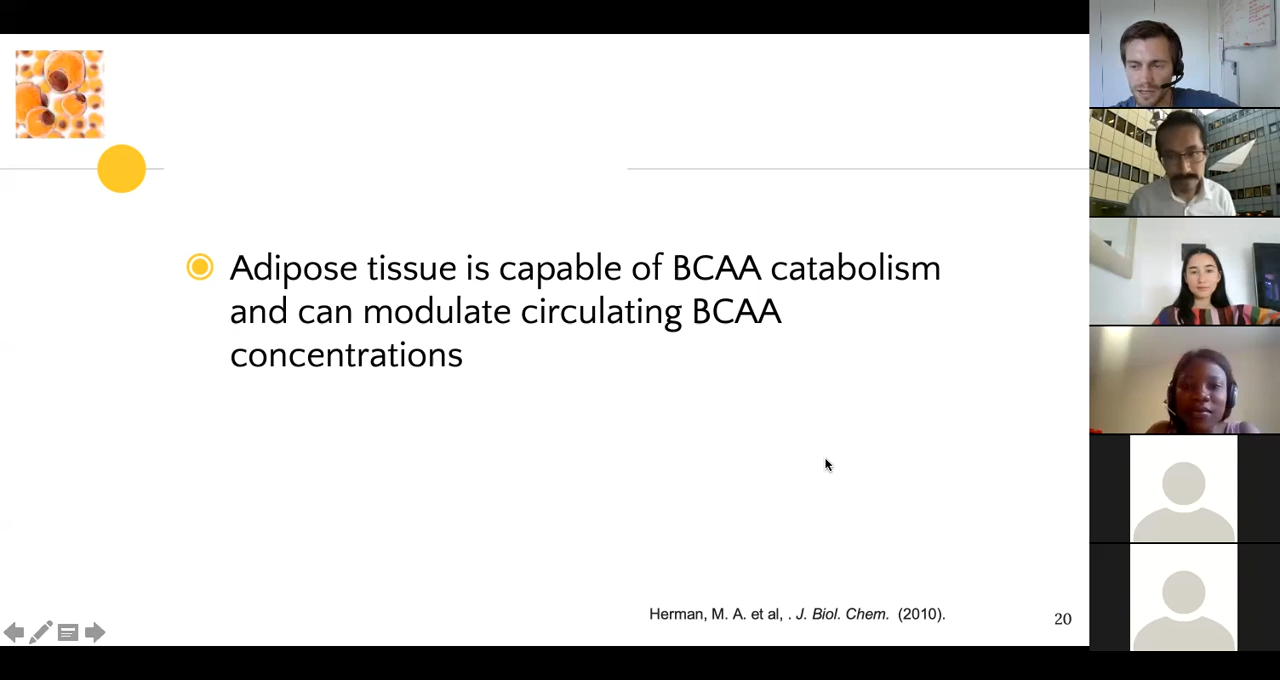 Adipose tissue is capable of BCAA catabolism
and can modulate circulating BCAA
concentrations
Herman, M. A. et al, . J. Biol. Chem. (2010).
20